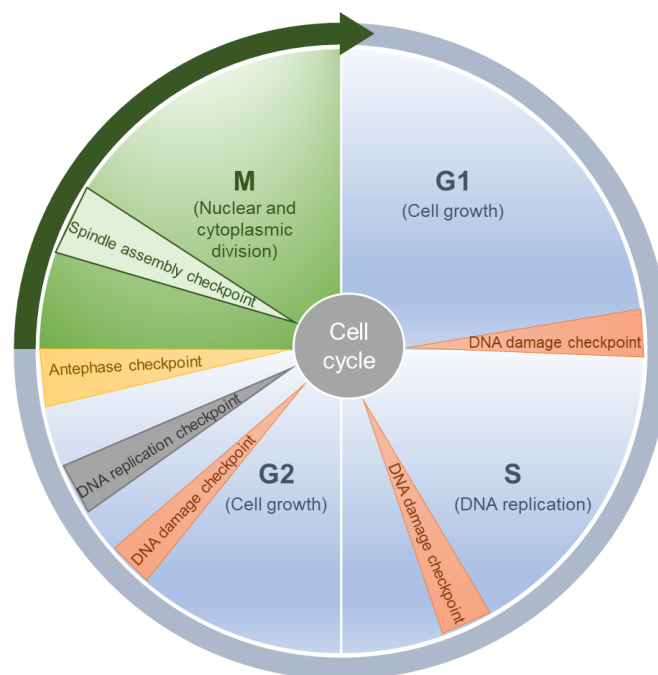 M
(Nuclear and
cytoplasmic
division)
G1
(Cell growth)
Spindle assembly checkpoint
Cell
cycle
DNA damage checkpoint
Antephase checkpoint
DNA replication checkpoint
DNA damage checkpoint
G2
(Cell growth)
DNA damage checkpoint
S
(DNA replication)